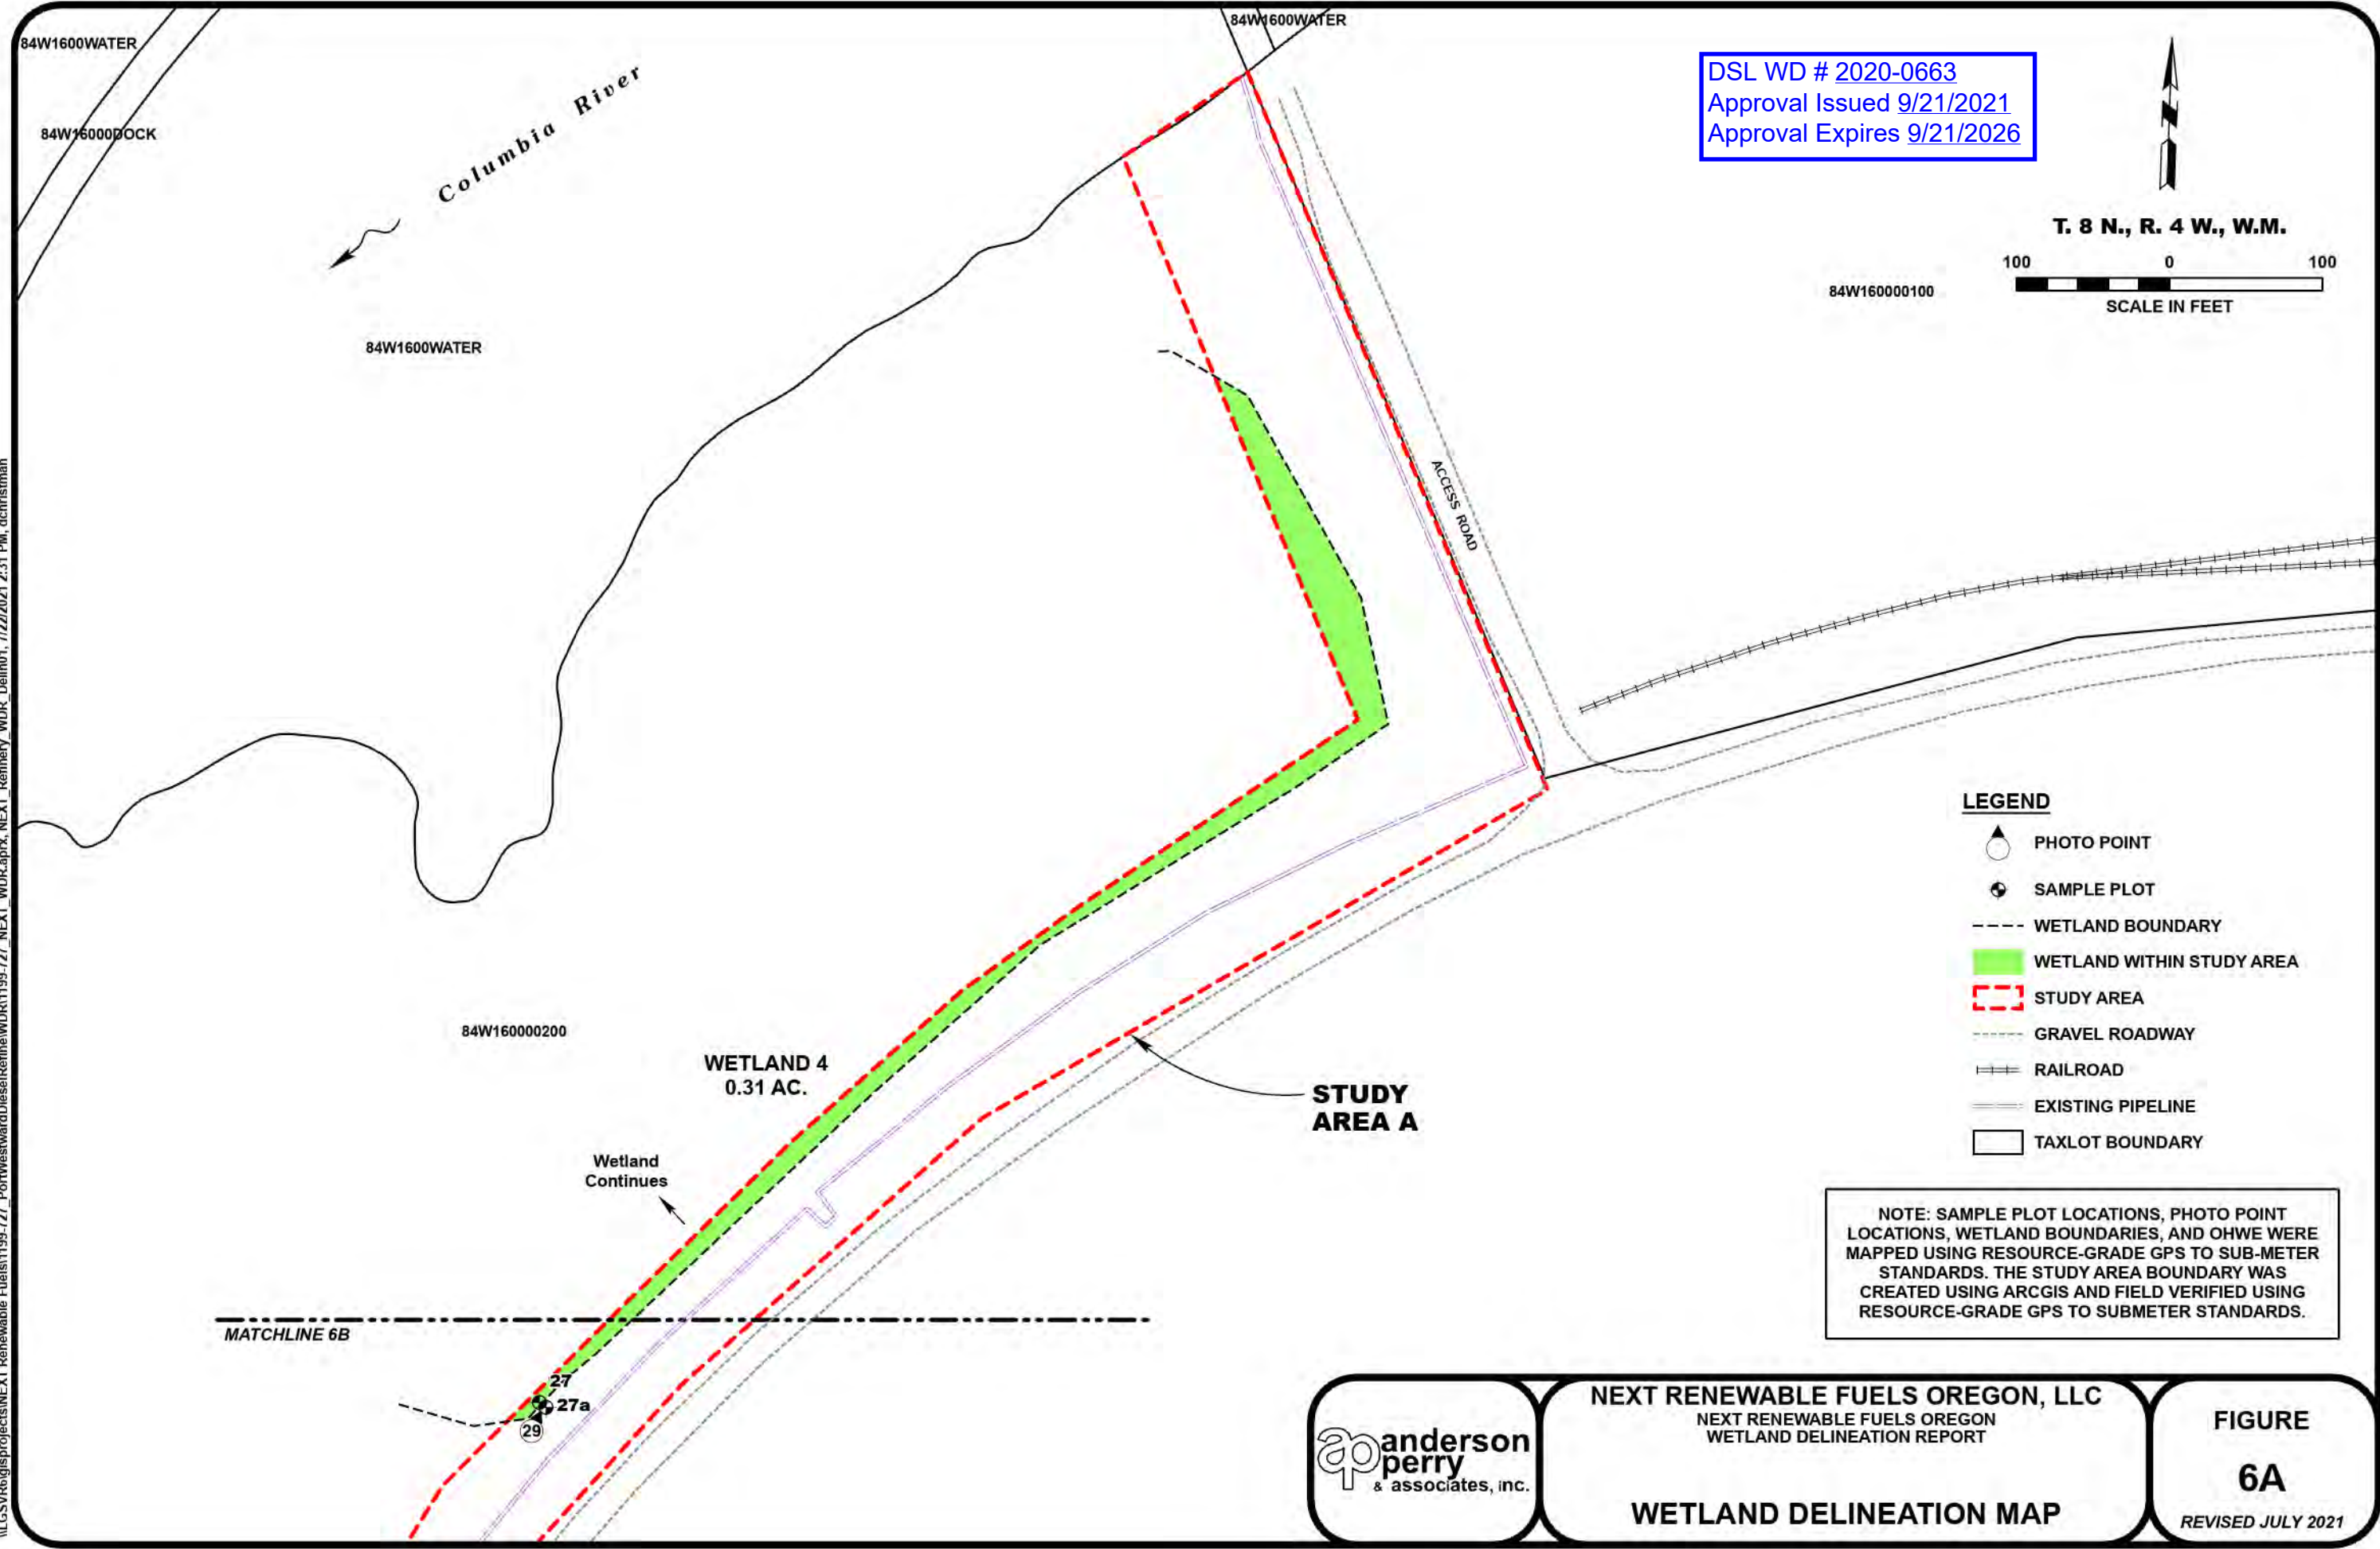 84W1600WATER
84W1600WATER
84W16000DOCK
Columbia River
84W1600WATER
DSL WD # 2020-0663
Approval Issued 9/21/2021
Approval Expires 9/21/2026
N
T. 8 N., R. 4 W., W.M.
100 0 100
SCALE IN FEET
84W160000100
ACCESS ROAD
84W160000200
WETLAND 4
0.31 AC.
Wetland
Continues
STUDY
AREA A
MATCHLINE 6B
27
27a
29
LEGEND
PHOTO POINT
SAMPLE PLOT
WETLAND BOUNDARY
WETLAND WITHIN STUDY AREA
STUDY AREA
GRAVEL ROADWAY
RAILROAD
EXISTING PIPELINE
TAXLOT BOUNDARY
NOTE: SAMPLE PLOT LOCATIONS, PHOTO POINT
LOCATIONS, WETLAND BOUNDARIES, AND OHWE WERE
MAPPED USING RESOURCE-GRADE GPS TO SUB-METER
STANDARDS. THE STUDY AREA BOUNDARY WAS
CREATED USING ARCGIS AND FIELD VERIFIED USING
RESOURCE-GRADE GPS TO SUBMETER STANDARDS.
ap anderson
perry
& associates, inc.
NEXT RENEWABLE FUELS OREGON, LLC
NEXT RENEWABLE FUELS OREGON
WETLAND DELINEATION REPORT
WETLAND DELINEATION MAP
FIGURE
6A
REVISED JULY 2021